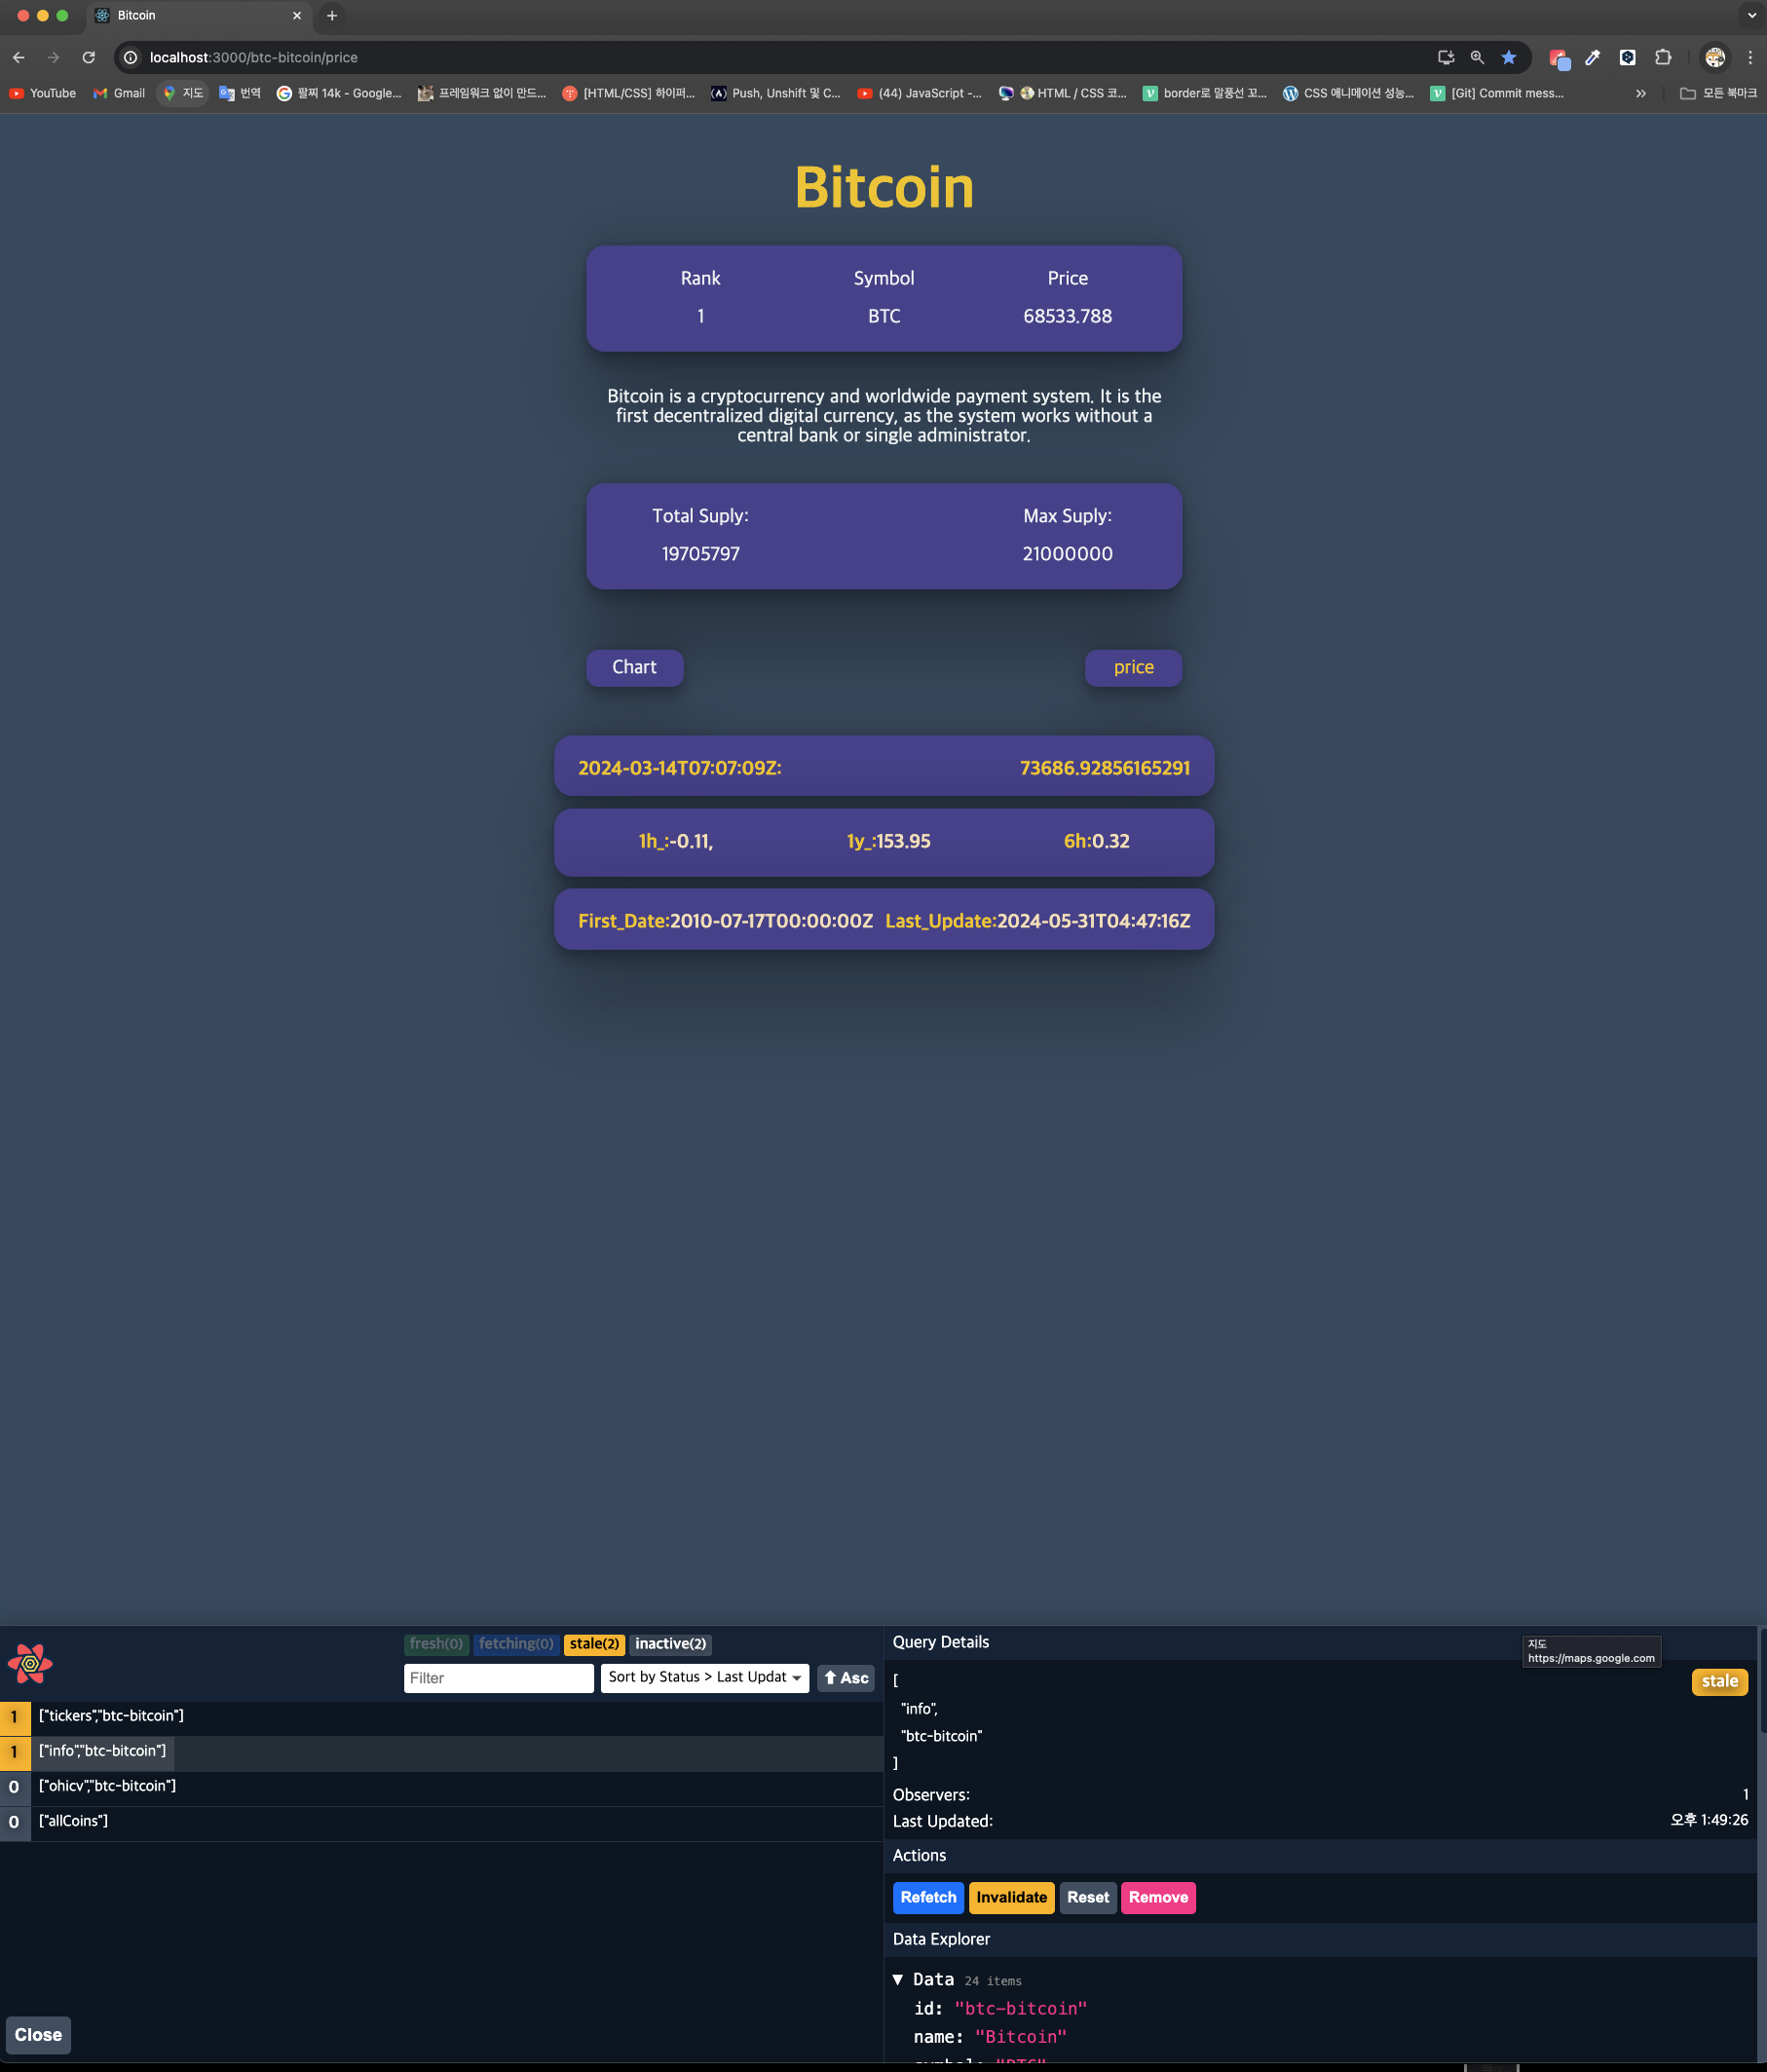 Bitcoin
localhost:3000/btc-bitcoin/price
YouTube Gmail 지도 번역 팔찌 14k - Google... 프레임워크 없이 만드... [HTML/CSS] 하이퍼... Push, Unshift 및 C... (44) JavaScript -... HTML / CSS 코... border로 말풍선 꼬... CSS 애니메이션 성능... [Git] Commit mess... » 모든 북마크
Bitcoin
Rank Symbol Price
1 BTC 68533.788
Bitcoin is a cryptocurrency and worldwide payment system. It is the
first decentralized digital currency, as the system works without a
central bank or single administrator.
Total Suply: Max Suply:
19705797 21000000
Chart price
2024-03-14T07:07:09Z: 73686.92856165291
1h_:-0.11, 1y_:153.95 6h:0.32
First_Date:2010-07-17T00:00:00Z Last_Update:2024-05-31T04:47:16Z
fresh(0) fetching(0) stale(2) inactive(2)
Filter Sort by Status > Last Updat Asc
1 ["tickers","btc-bitcoin"]
1 ["info","btc-bitcoin"]
0 ["ohicv","btc-bitcoin"]
0 ["allCoins"]
Close
Query Details
지도
https://maps.google.com
[
"info",
"btc-bitcoin"
]
stale
Observers: 1
Last Updated: 오후 1:49:26
Actions
Refetch Invalidate Reset Remove
Data Explorer
▼ Data 24 items
id: "btc-bitcoin"
name: "Bitcoin"